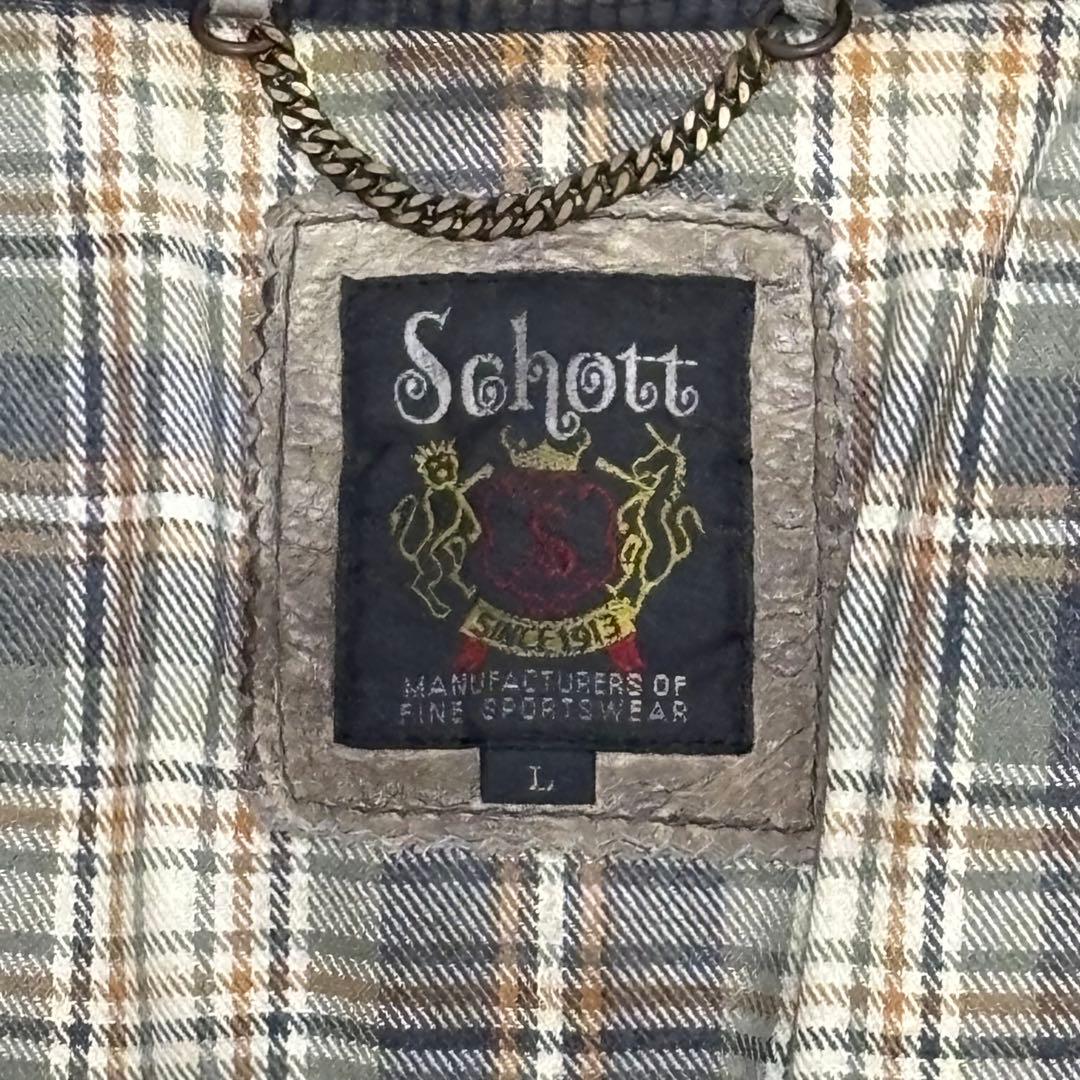 Schott
S
SINCE 1913
MANUFACTURERS OF
FINE SPORTSWEAR
L